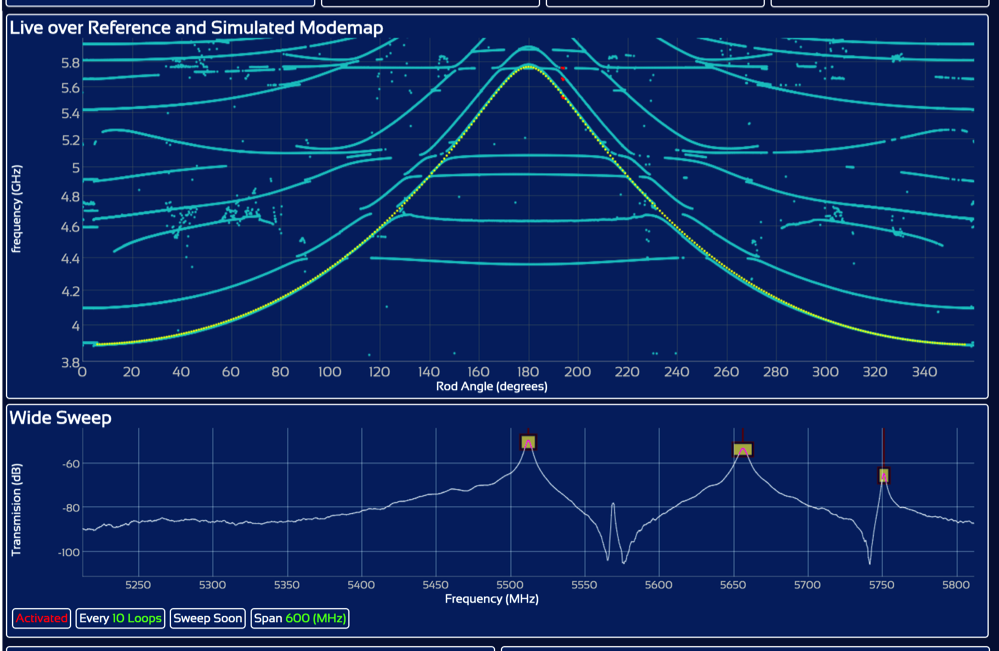 Live over Reference and Simulated Modemap
frequency (GHz)
5.8
5.6
5.4
5.2
5
4.8
4.6
4.4
4.2
4
3.8
0 20 40 60 80 100 120 140 160 180 200 220 240 260 280 300 320 340
Rod Angle (degrees)
Wide Sweep
Transmision (dB)
-60
-80
-100
5250 5300 5350 5400 5450 5500 5550 5600 5650 5700 5750 5800
Frequency (MHz)
Activated Every 10 Loops Sweep Soon Span 600 (MHz)